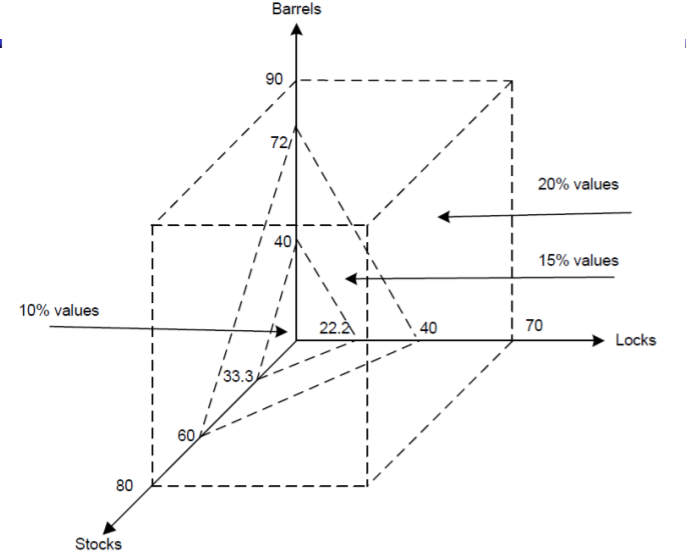 Barrels
90
72
20% values
40
15% values
10% values
22.2
40
70
Locks
33.3
60
80
Stocks